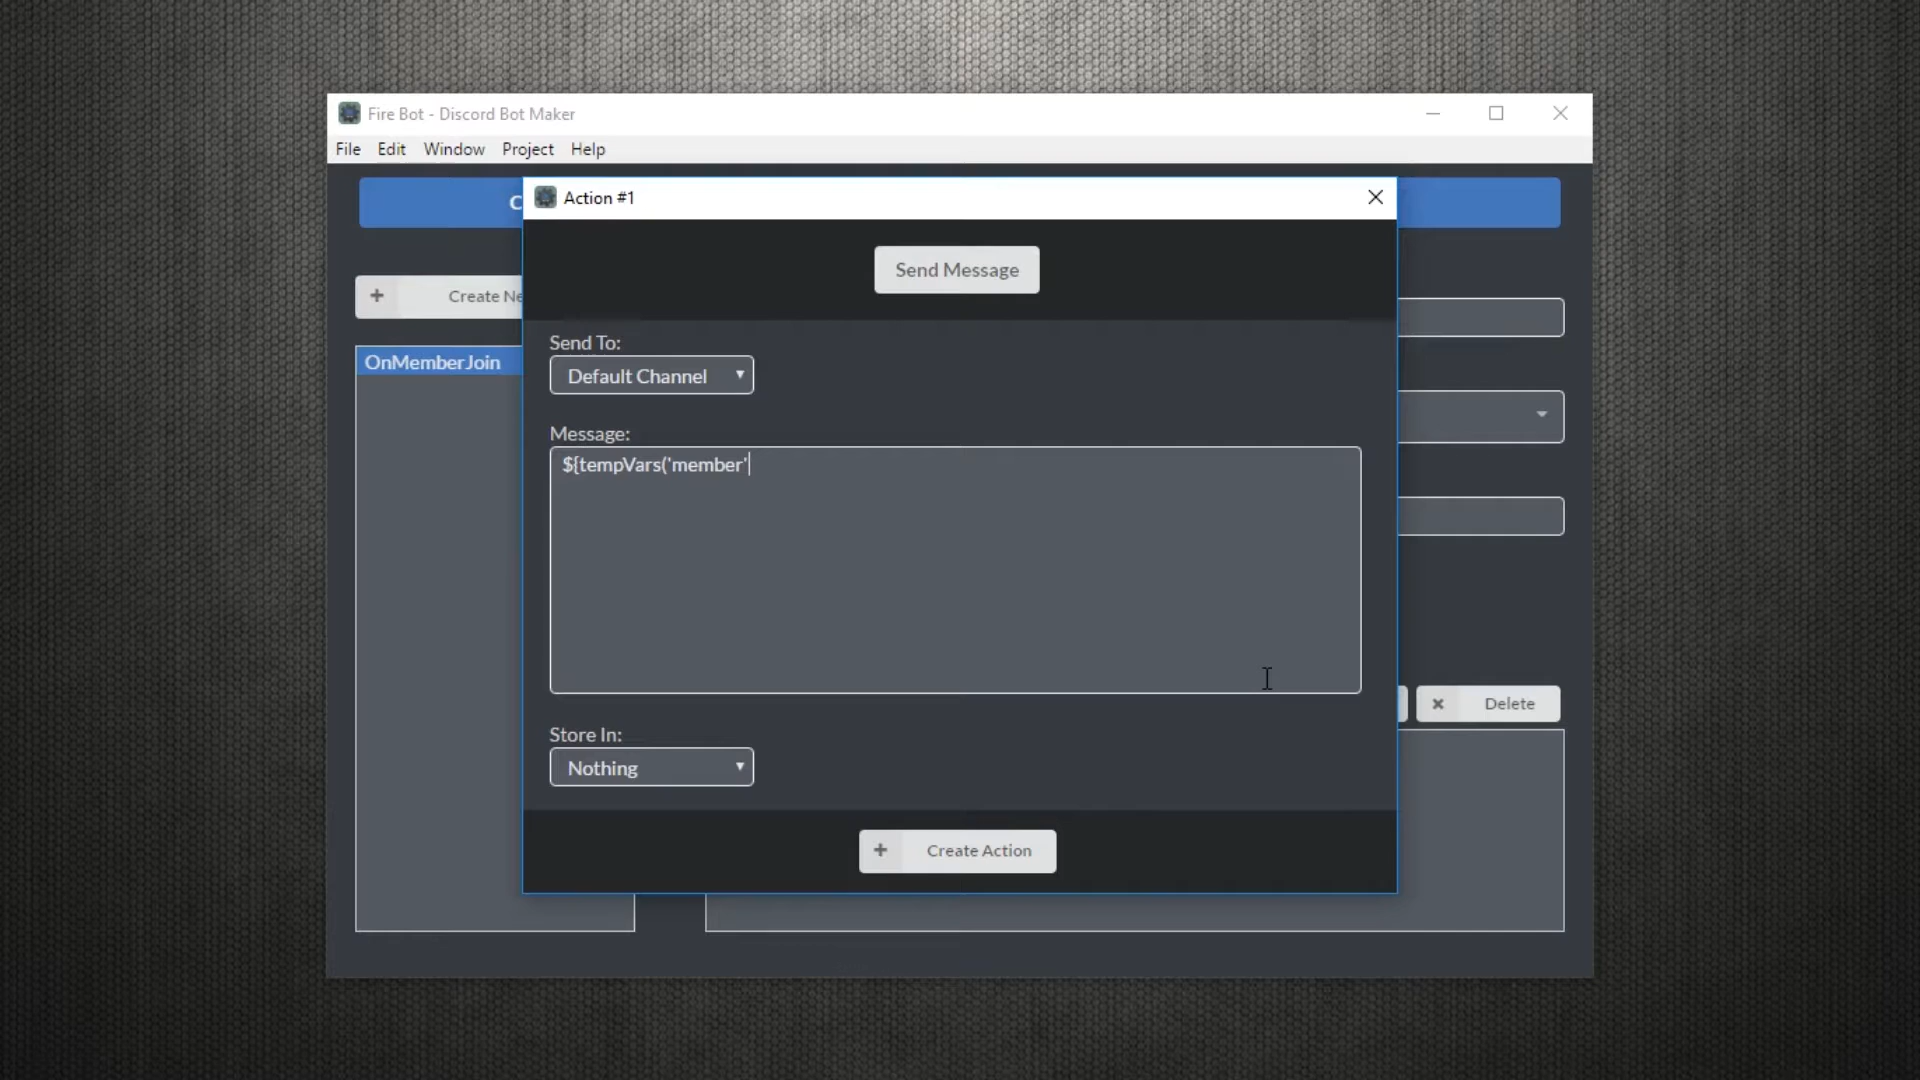 Fire Bot - Discord Bot Maker
File Edit Window Project Help
Action #1
C
Send Message
Create Ne
Send To:
OnMemberJoin
Default Channel
Message:
${tempVars('member'
Delete
Store In:
Nothing
Create Action